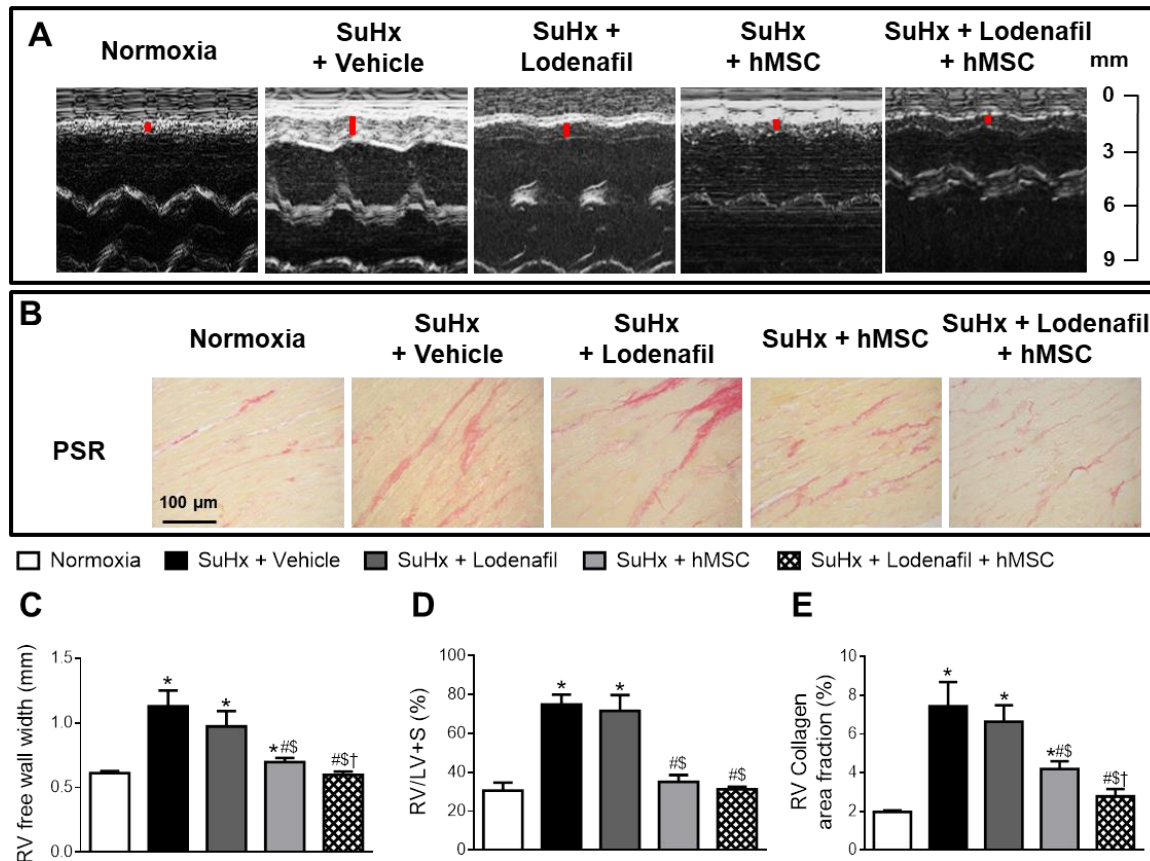 A
Normoxia
SuHx
+ Vehicle
SuHx +
Lodenafil
SuHx
+ hMSC
SuHx + Lodenafil
+ hMSC
mm
0
3
6
9
B
Normoxia
SuHx
+ Vehicle
SuHx
+ Lodenafil
SuHx + hMSC
SuHx + Lodenafil
+ hMSC
PSR
100 µm
Normoxia
SuHx + Vehicle
SuHx + Lodenafil
SuHx + hMSC
SuHx + Lodenafil + hMSC
C
RV free wall width (mm)
1.5
1.0
0.5
0.0
*
*
*#$
#$†
D
RV/LV+S (%)
100
80
60
40
20
0
*
*
#$
#$
E
RV Collagen
area fraction (%)
10
8
6
4
2
0
*
*
*#$
#$†